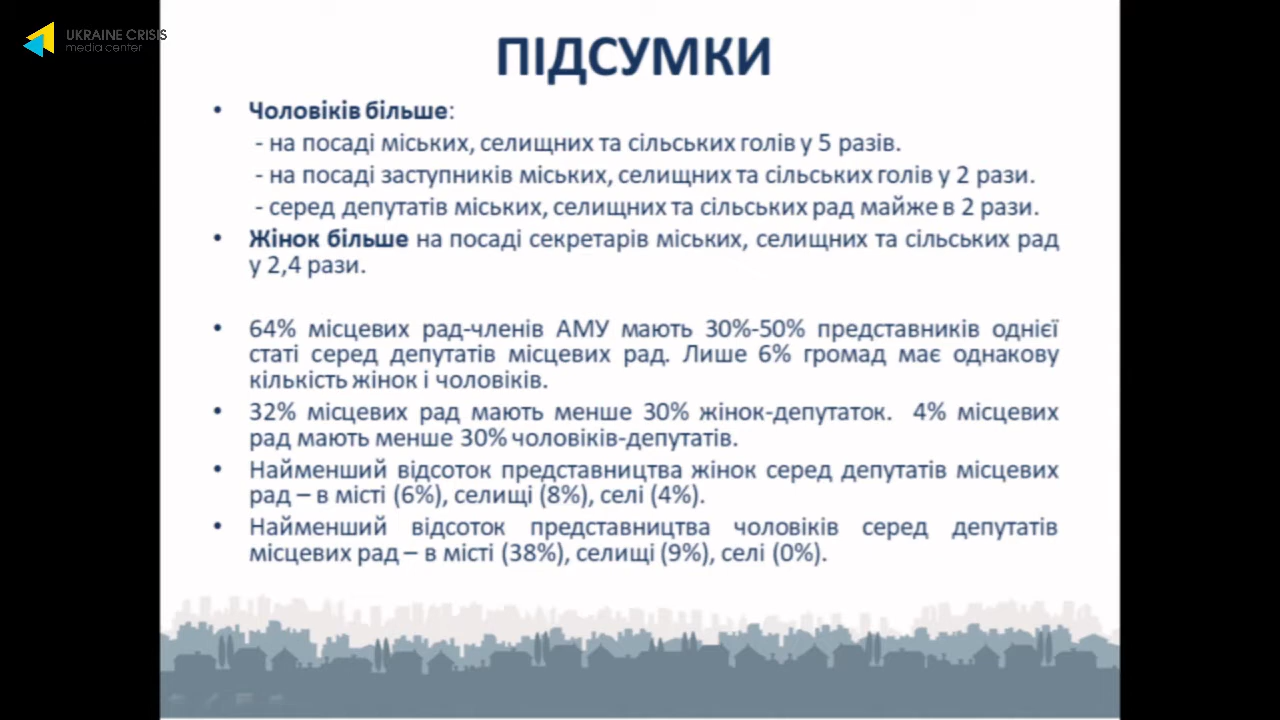 UKRAINE CRISIS
media center
ПІДСУМКИ
• Чоловіків більше:
- на посаді міських, селищних та сільських голів у 5 разів.
- на посаді заступників міських, селищних та сільських голів у 2 рази.
- серед депутатів міських, селищних та сільських рад майже в 2 рази.
• Жінок більше на посаді секретарів міських, селищних та сільських рад
у 2,4 рази.
• 64% місцевих рад-членів АМУ мають 30%-50% представників однієї
статі серед депутатів місцевих рад. Лише 6% громад має однакову
кількість жінок і чоловіків.
• 32% місцевих рад мають менше 30% жінок-депутаток. 4% місцевих
рад мають менше 30% чоловіків-депутатів.
• Найменший відсоток представництва жінок серед депутатів місцевих
рад – в місті (6%), селищі (8%), селі (4%).
• Найменший відсоток представництва чоловіків серед депутатів
місцевих рад – в місті (38%), селищі (9%), селі (0%).